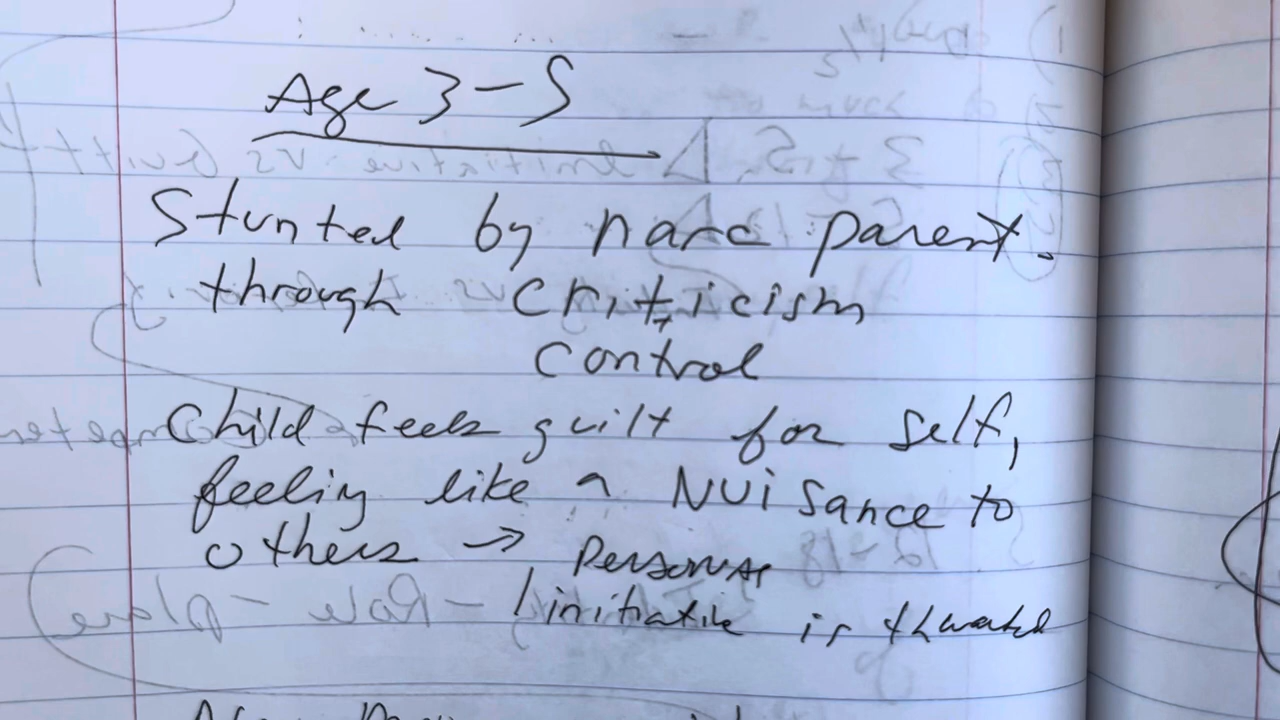 Age 3-5
Stunted by narc parent.
through criticism,
control
Child feels guilt for self,
feeling like a NUisance to
others → Personal
initiative is thwarted